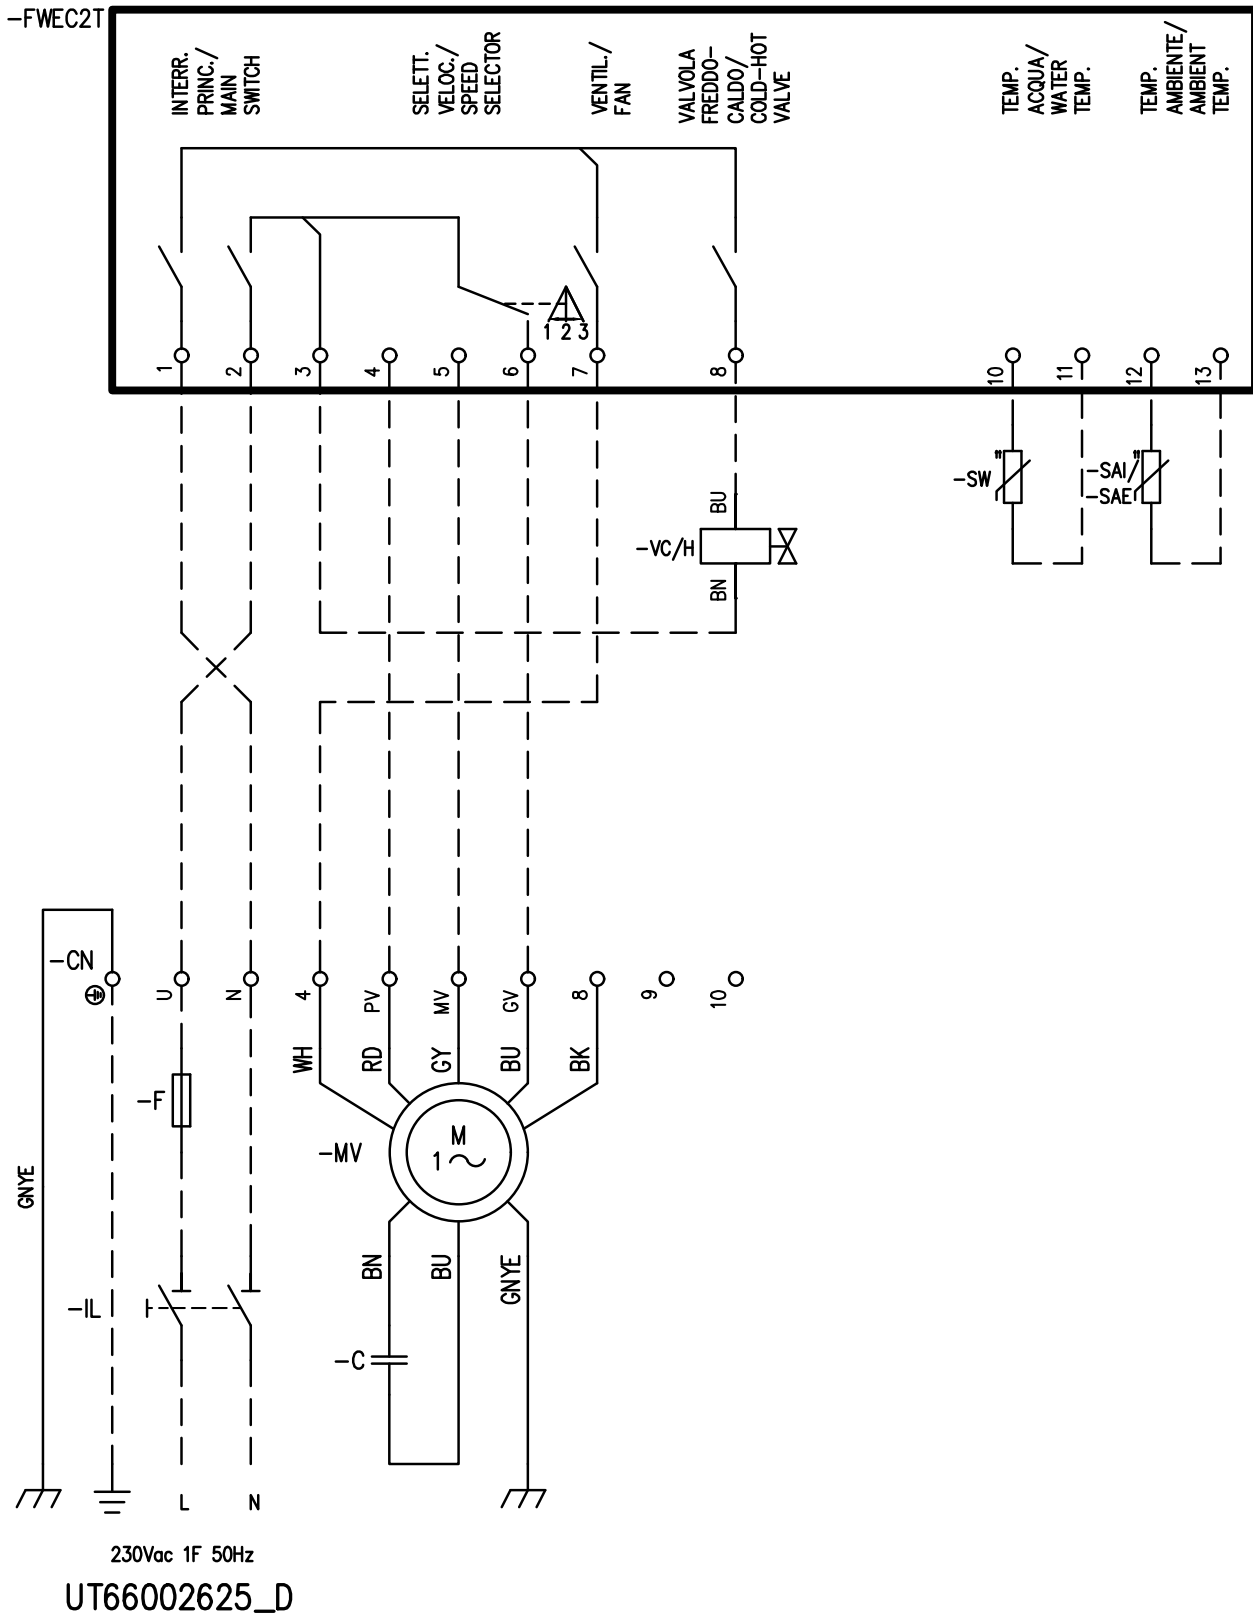 -FWEC2T
INTERR.
PRINC./
MAIN
SWITCH
SELETT.
VELOC./
SPEED
SELECTOR
VENTIL./
FAN
VALVOLA
FREDDO-
CALDO/
COLD-HOT
VALVE
TEMP.
ACQUA/
WATER
TEMP.
TEMP.
AMBIENTE/
AMBIENT
TEMP.
1 2 3
1
2
3
4
5
6
7
8
10
11
12
13
-SW
"
-SAI/
-SAE
"
BU
-VC/H
BN
-CN
U
N
4
PV
MV
GV
8
9
10
WH
RD
GY
BU
BK
-F
-MV
M
1
GNYE
BN
BU
GNYE
-IL
-C
L
N
230Vac 1F 50Hz
UT66002625_D